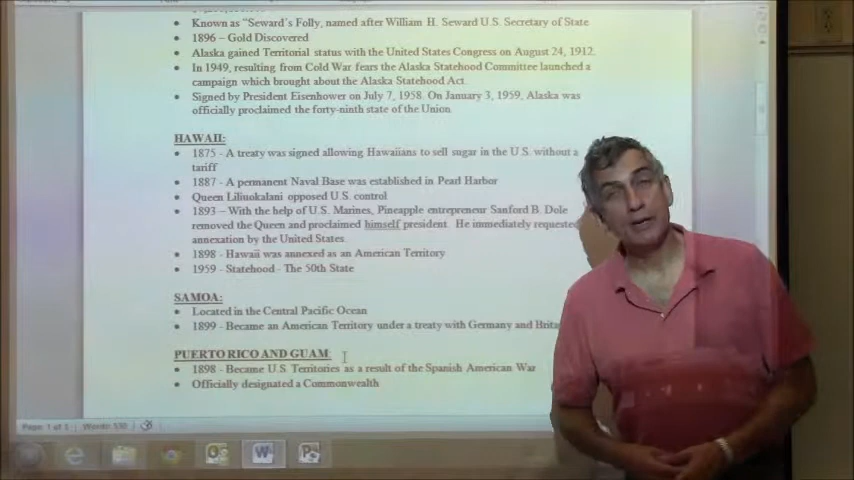 Known as "Seward's Folly, named after William H. Seward U.S. Secretary of State
1896 – Gold Discovered
Alaska gained Territorial status with the United States Congress on August 24, 1912.
In 1949, resulting from Cold War fears the Alaska Statehood Committee launched a
campaign which brought about the Alaska Statehood Act.
Signed by President Eisenhower on July 7, 1958. On January 3, 1959, Alaska was
officially proclaimed the forty-ninth state of the Union.
HAWAII:
1875 - A treaty was signed allowing Hawaiians to sell sugar in the U.S. without a
tariff
1887 - A permanent Naval Base was established in Pearl Harbor
Queen Liliuokalani opposed U.S. control
1893 – With the help of U.S. Marines, Pineapple entrepreneur Sanford B. Dole
removed the Queen and proclaimed himself president. He immediately requeste
annexation by the United States.
1898 - Hawaii was annexed as an American Territory
1959 - Statehood - The 50th State
SAMOA:
Located in the Central Pacific Ocean
1899 - Became an American Territory under a treaty with Germany and Brita
PUERTO RICO AND GUAM:
1898 - Became U.S. Territories as a result of the Spanish American War
Officially designated a Commonwealth
Page: 1 of 1 Words: 530